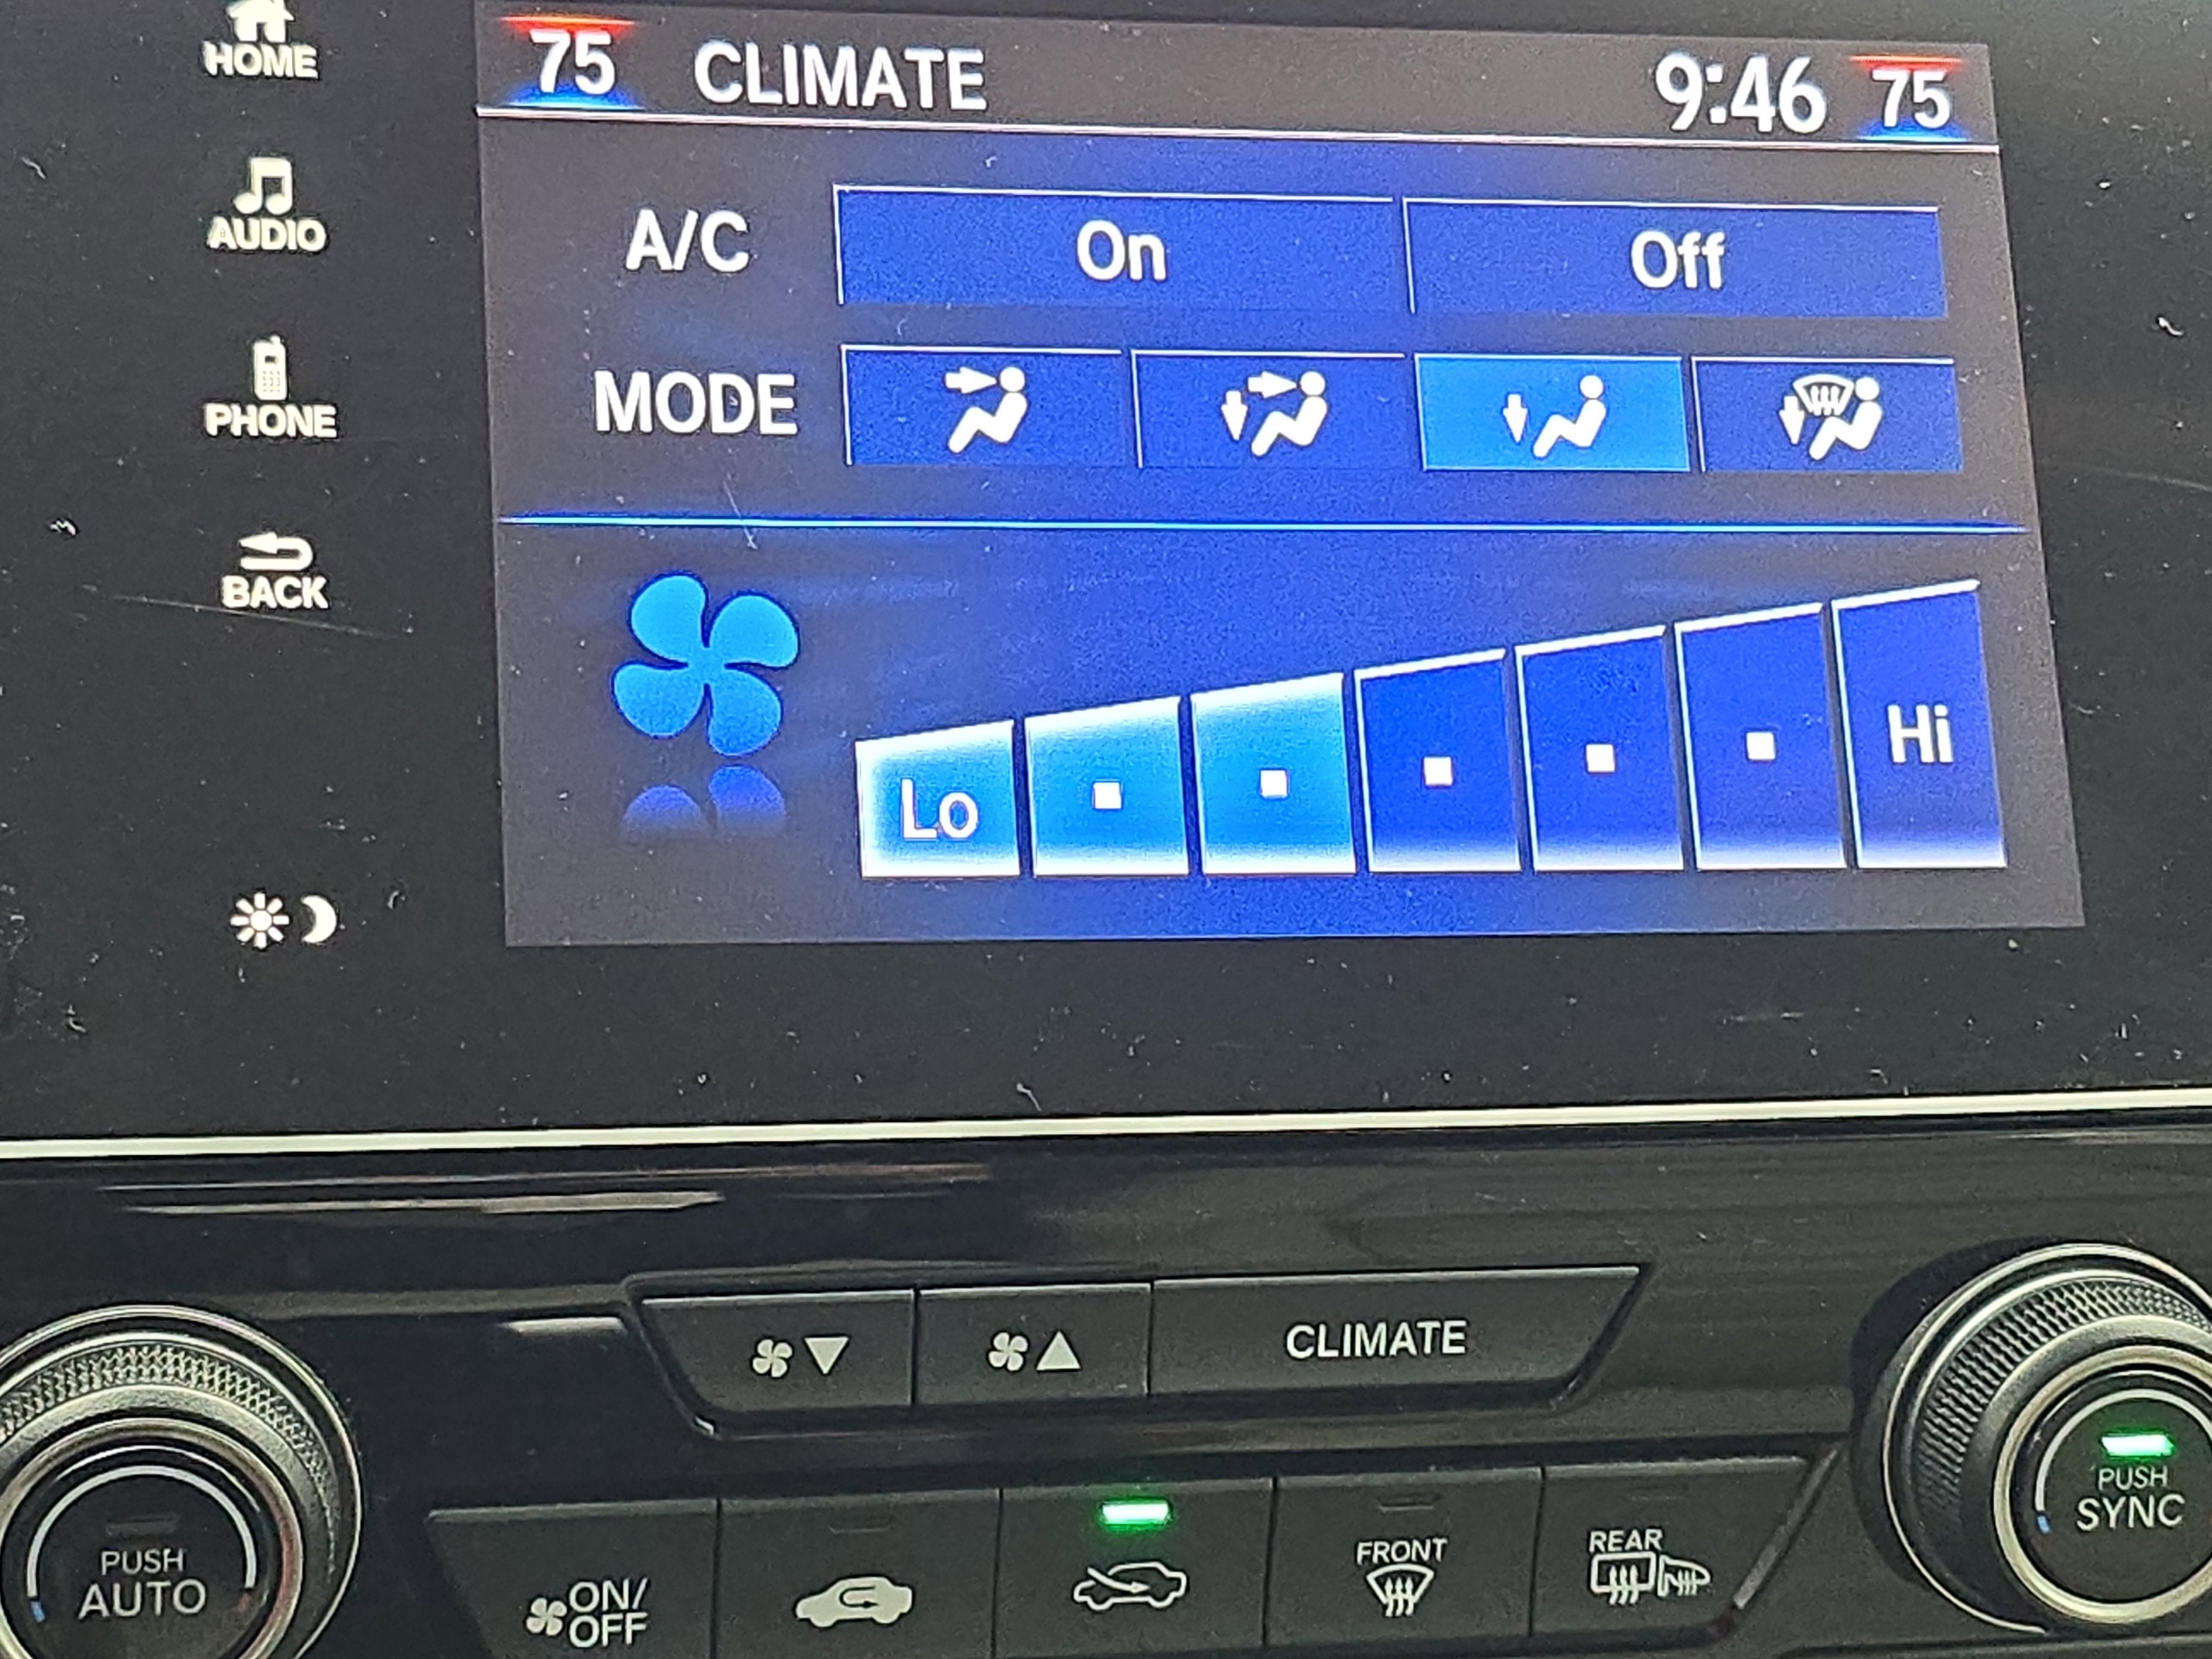 HOME
75 CLIMATE 9:46 75
AUDIO
A/C On Off
PHONE
MODE
BACK
Lo Hi
CLIMATE
PUSH
AUTO
ON/
OFF
FRONT
REAR
PUSH
SYNC